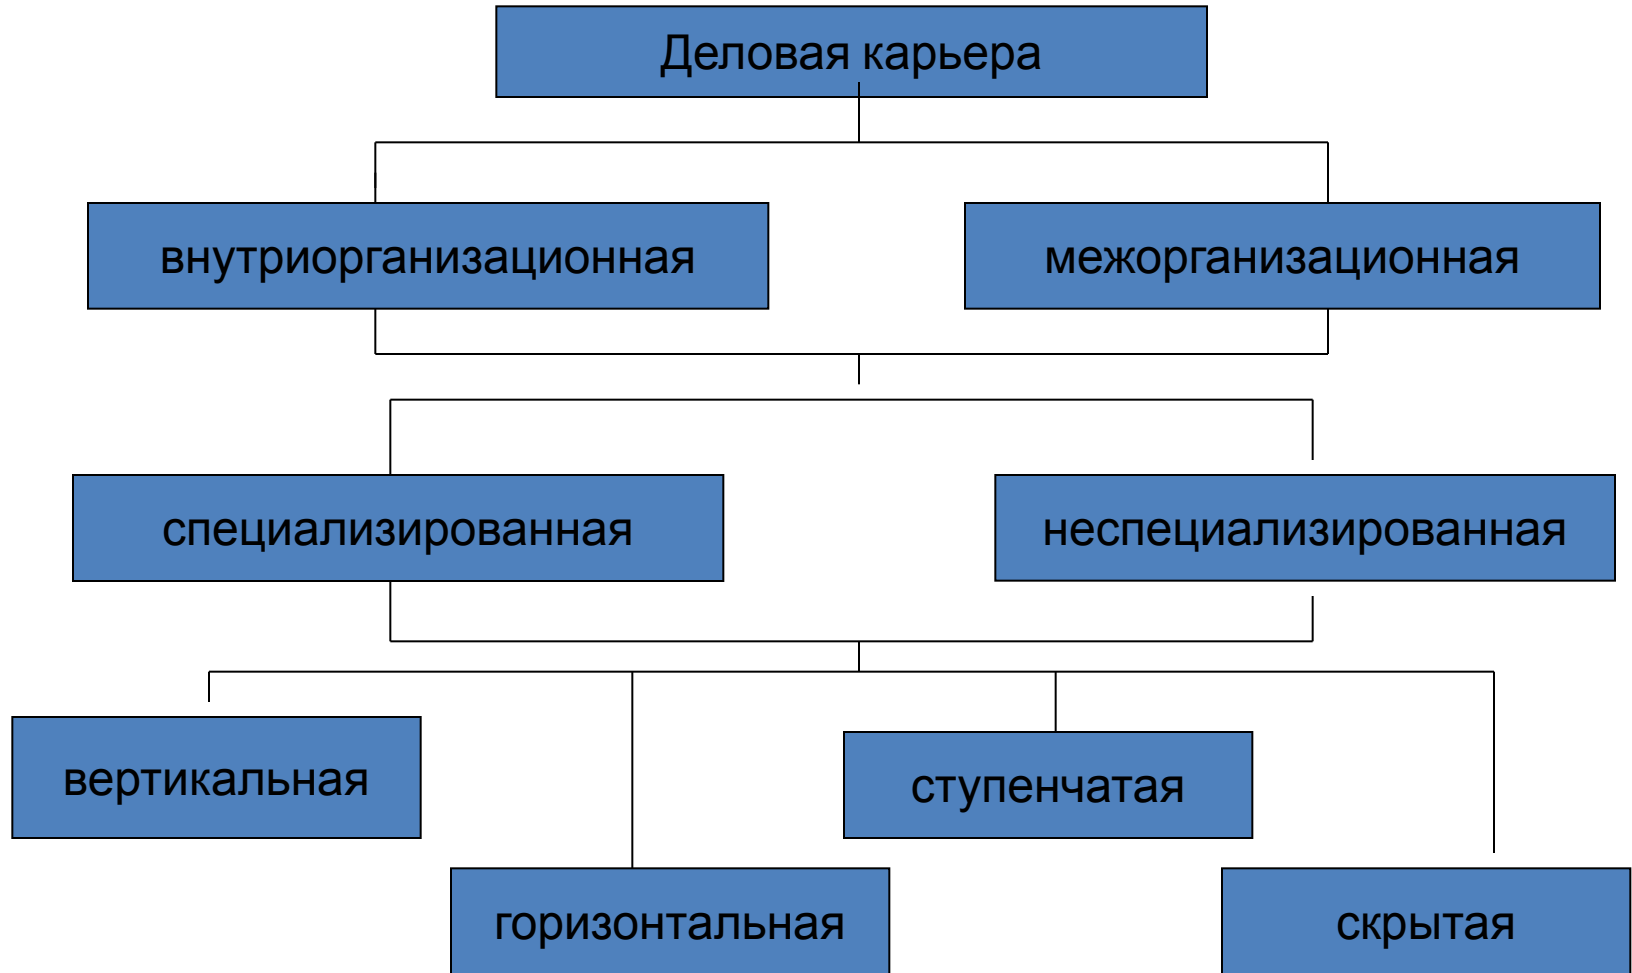 Деловая карьера
внутриорганизационная
межорганизационная
специализированная
неспециализированная
вертикальная
ступенчатая
горизонтальная
скрытая